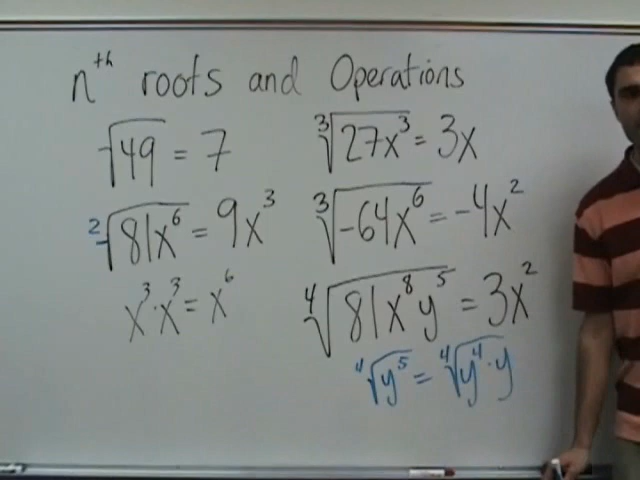 nᵗʰ roots and Operations
√49 = 7
²√81x⁶ = 9x³
x³·x³ = x⁶
³√27x³ = 3x
³√-64x⁶ = -4x²
⁴√81x⁸y⁵ = 3x²
⁴√y⁵ = ⁴√y⁴·y